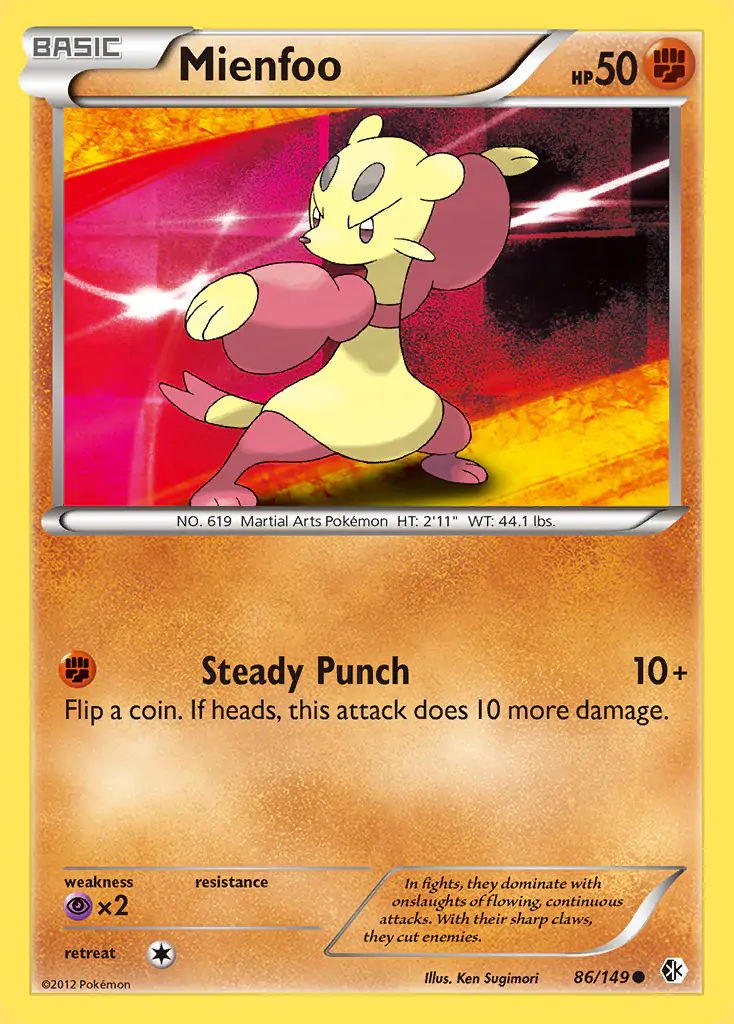 BASIC
Mienfoo
HP50
NO. 619 Martial Arts Pokémon HT: 2'11" WT: 44.1 lbs.
Steady Punch 10+
Flip a coin. If heads, this attack does 10 more damage.
weakness resistance
×2
retreat
In fights, they dominate with
onslaughts of flowing, continuous
attacks. With their sharp claws,
they cut enemies.
Illus. Ken Sugimori 86/149
©2012 Pokémon